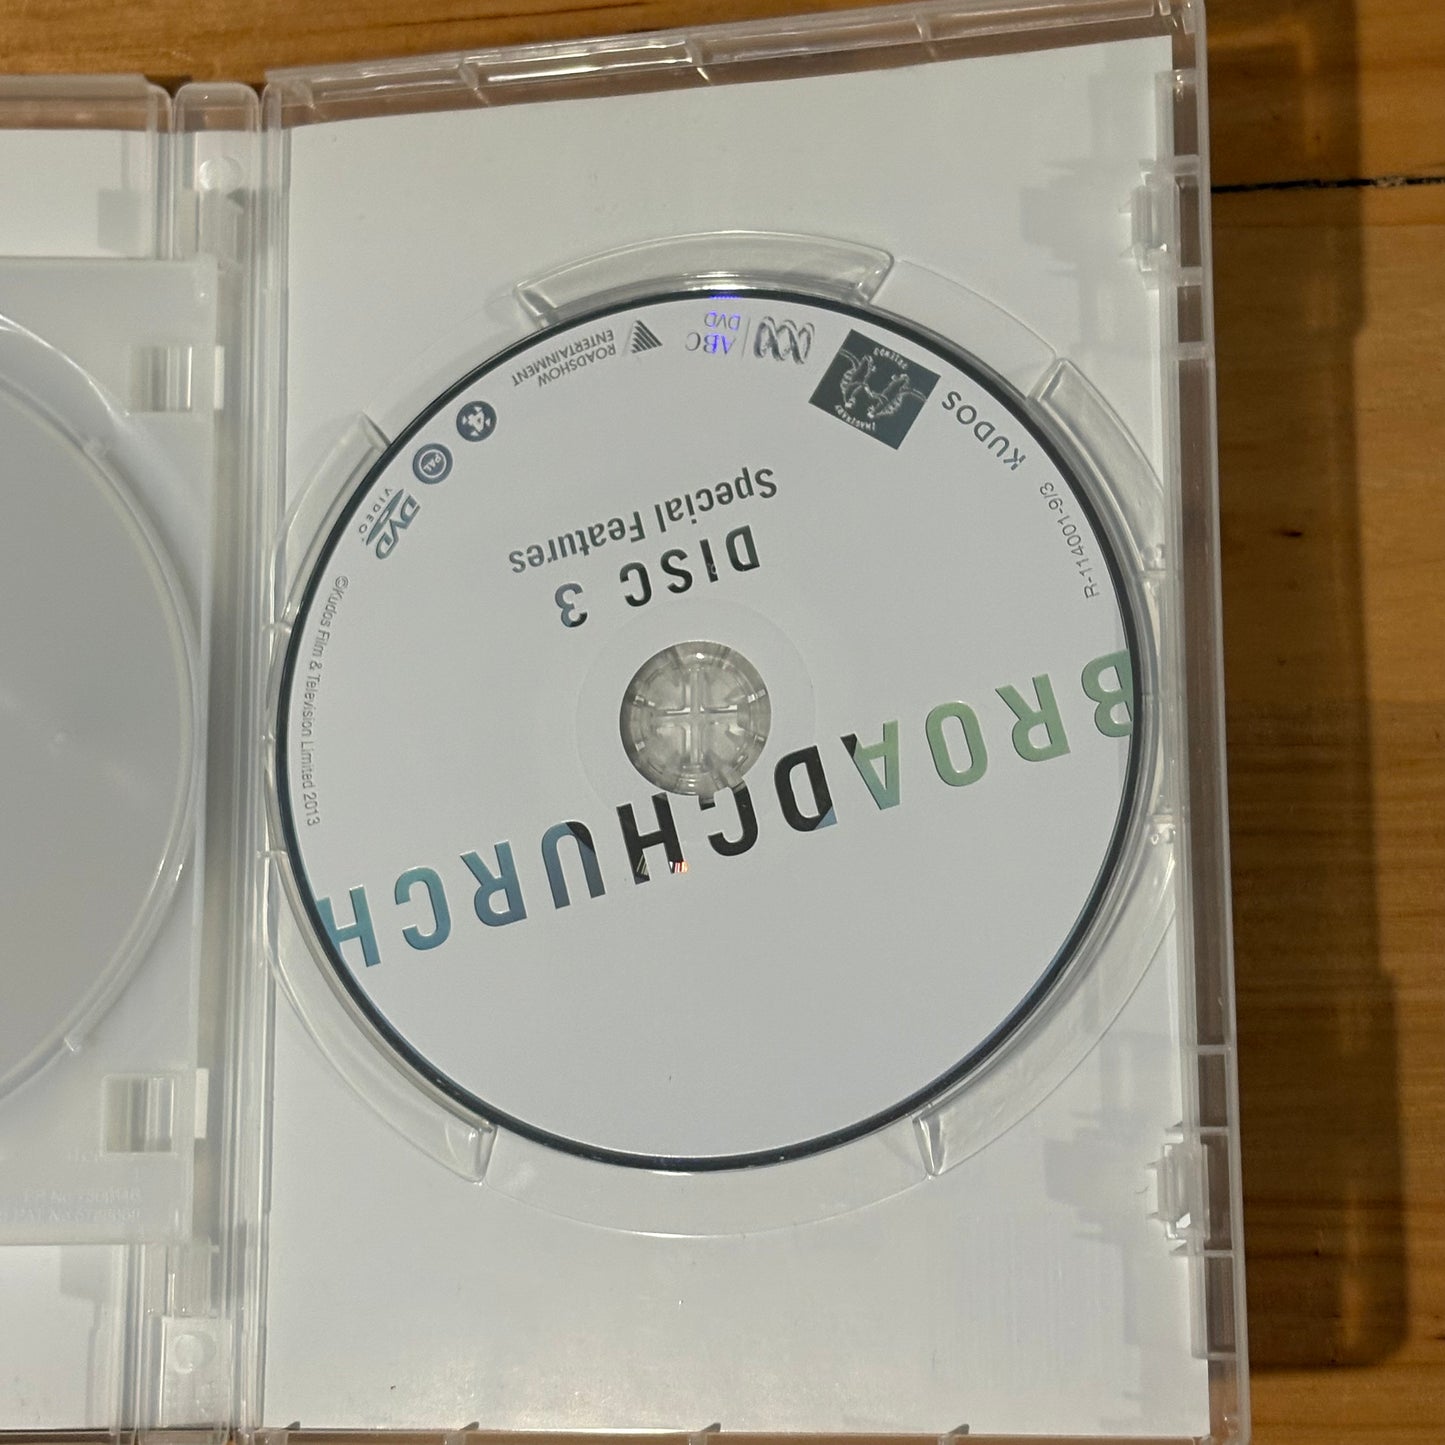 BROADCHURCH
DISC 3
Special Features
R-114001-9/3
KUDOS
IMAGINARY
FRIENDS
ABC
DVD
ROADSHOW
ENTERTAINMENT
4
PAL
DVD
VIDEO
©Kudos Film & Television Limited 2013